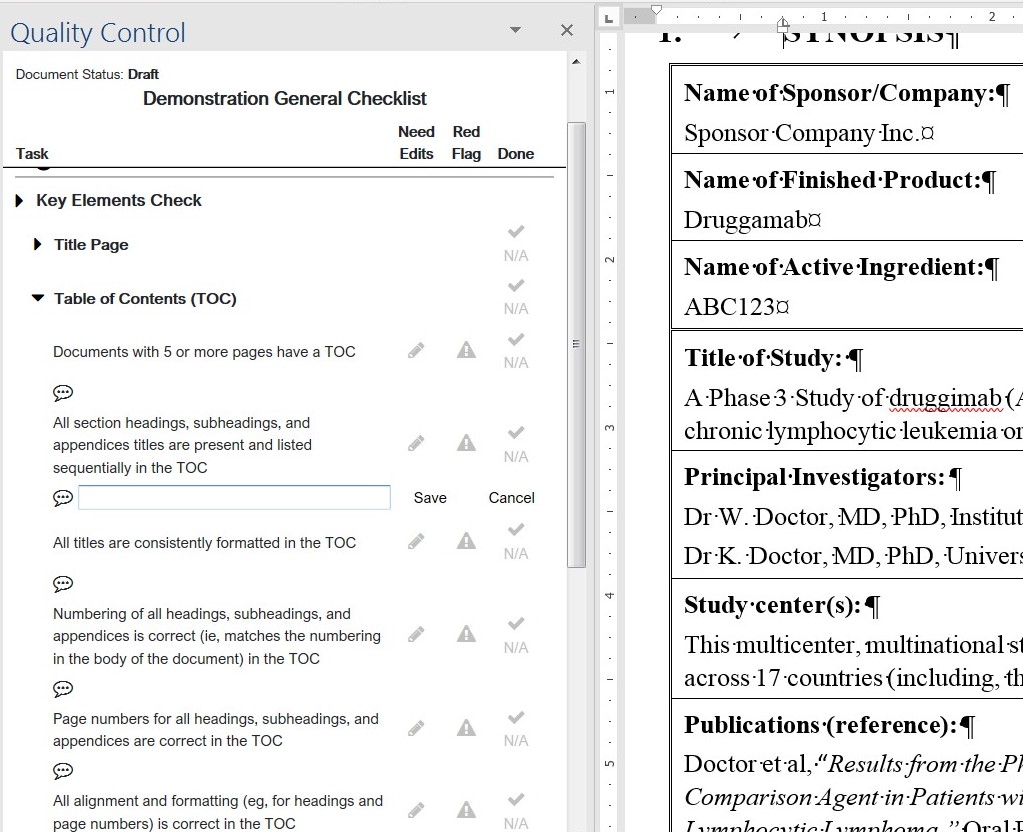 Quality Control
Document Status: Draft
Demonstration General Checklist
Need Red
Task Edits Flag Done
Key Elements Check
Title Page
N/A
Table of Contents (TOC)
N/A
Documents with 5 or more pages have a TOC
N/A
All section headings, subheadings, and
appendices titles are present and listed
sequentially in the TOC
N/A
Save Cancel
All titles are consistently formatted in the TOC
N/A
Numbering of all headings, subheadings, and
appendices is correct (ie, matches the numbering
in the body of the document) in the TOC
N/A
Page numbers for all headings, subheadings, and
appendices are correct in the TOC
N/A
All alignment and formatting (eg, for headings and
page numbers) is correct in the TOC
N/A
L
1 2
1
2
3
4
5
1. → SYNOPSIS¶
Name·of·Sponsor/Company:¶
Sponsor·Company·Inc.¤
Name·of·Finished·Product:¶
Druggamab¤
Name·of·Active·Ingredient:¶
ABC123¤
Title·of·Study:·¶
A·Phase·3·Study·of·druggimab·(
chronic·lymphocytic·leukemia·or
Principal·Investigators:·¶
Dr·W.·Doctor,·MD,·PhD,·Institut
Dr·K.·Doctor,·MD,·PhD,·Univers
Study·center(s):·¶
This·multicenter,·multinational·st
across·17·countries·(including,·th
Publications·(reference):·¶
Doctor·et·al,·“Results·from·the·Ph
Comparison·Agent·in·Patients·wi
Lymphocytic·Lymphoma.”·Oral·P